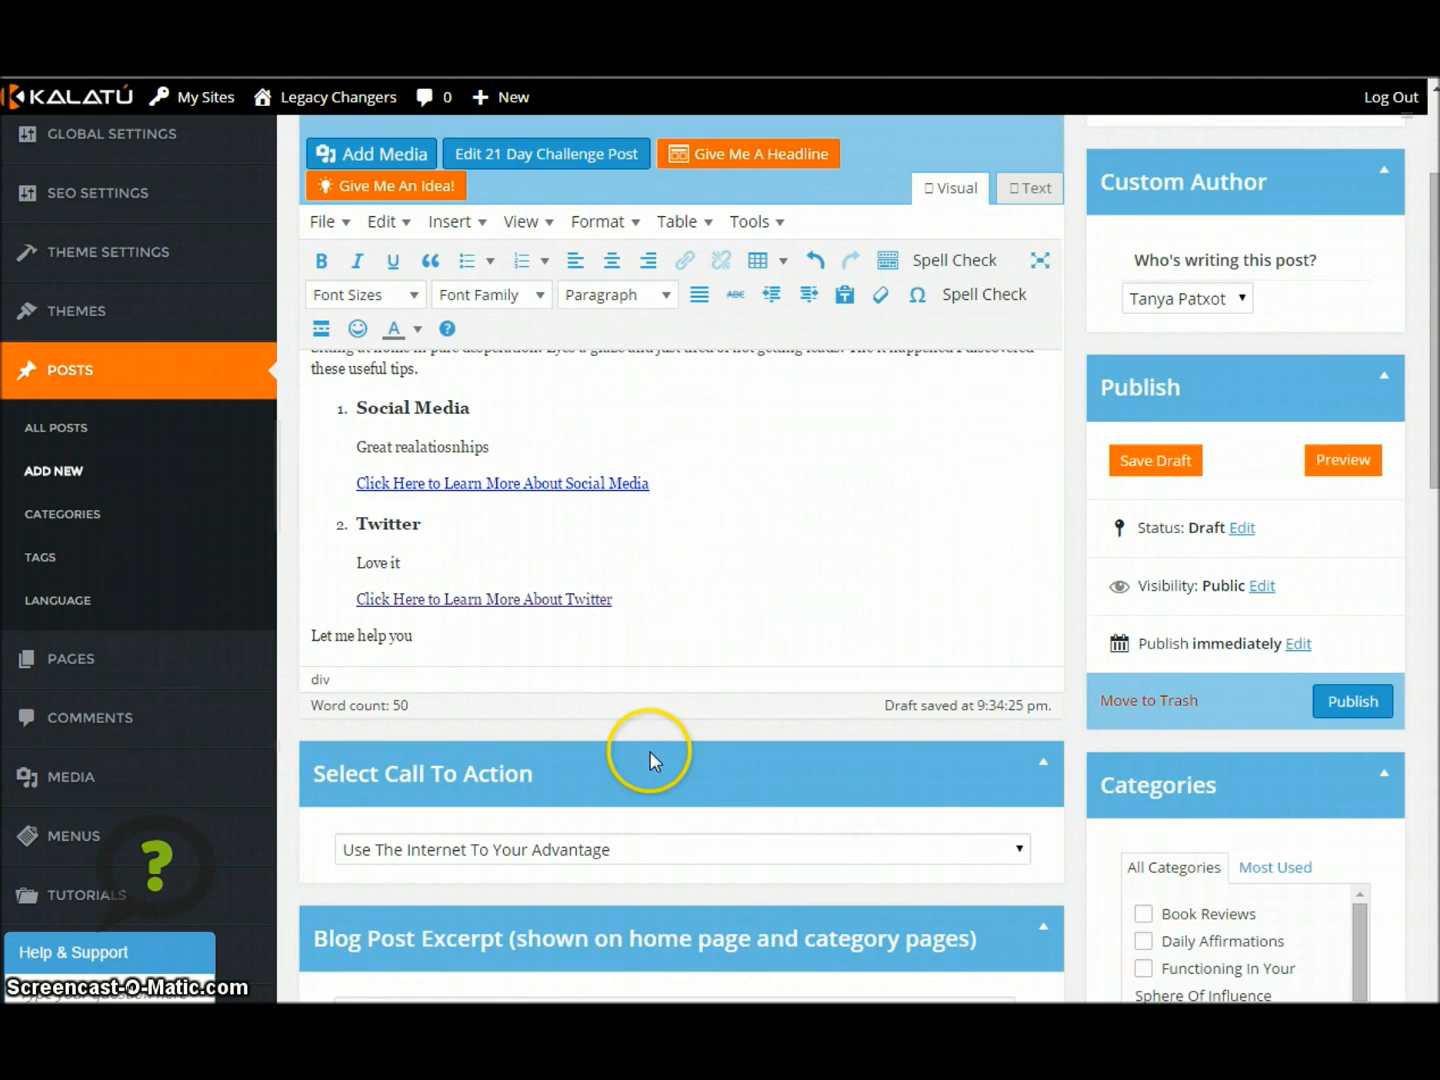 KALATÚ My Sites Legacy Changers 0 New Log Out
GLOBAL SETTINGS
SEO SETTINGS
THEME SETTINGS
THEMES
POSTS
ALL POSTS
ADD NEW
CATEGORIES
TAGS
LANGUAGE
PAGES
COMMENTS
MEDIA
MENUS
TUTORIALS
Help & Support
Screencast-O-Matic.com
Add Media Edit 21 Day Challenge Post Give Me A Headline
Give Me An Idea!
Visual Text
File Edit Insert View Format Table Tools
B I U Spell Check
Font Sizes Font Family Paragraph ABC Ω Spell Check
A ?
these useful tips.
1. Social Media
Great realatiosnhips
Click Here to Learn More About Social Media
2. Twitter
Love it
Click Here to Learn More About Twitter
Let me help you
div
Word count: 50 Draft saved at 9:34:25 pm.
Select Call To Action
Use The Internet To Your Advantage
Blog Post Excerpt (shown on home page and category pages)
Custom Author
Who's writing this post?
Tanya Patxot
Publish
Save Draft Preview
Status: Draft Edit
Visibility: Public Edit
Publish immediately Edit
Move to Trash Publish
Categories
All Categories Most Used
Book Reviews
Daily Affirmations
Functioning In Your
Sphere Of Influence